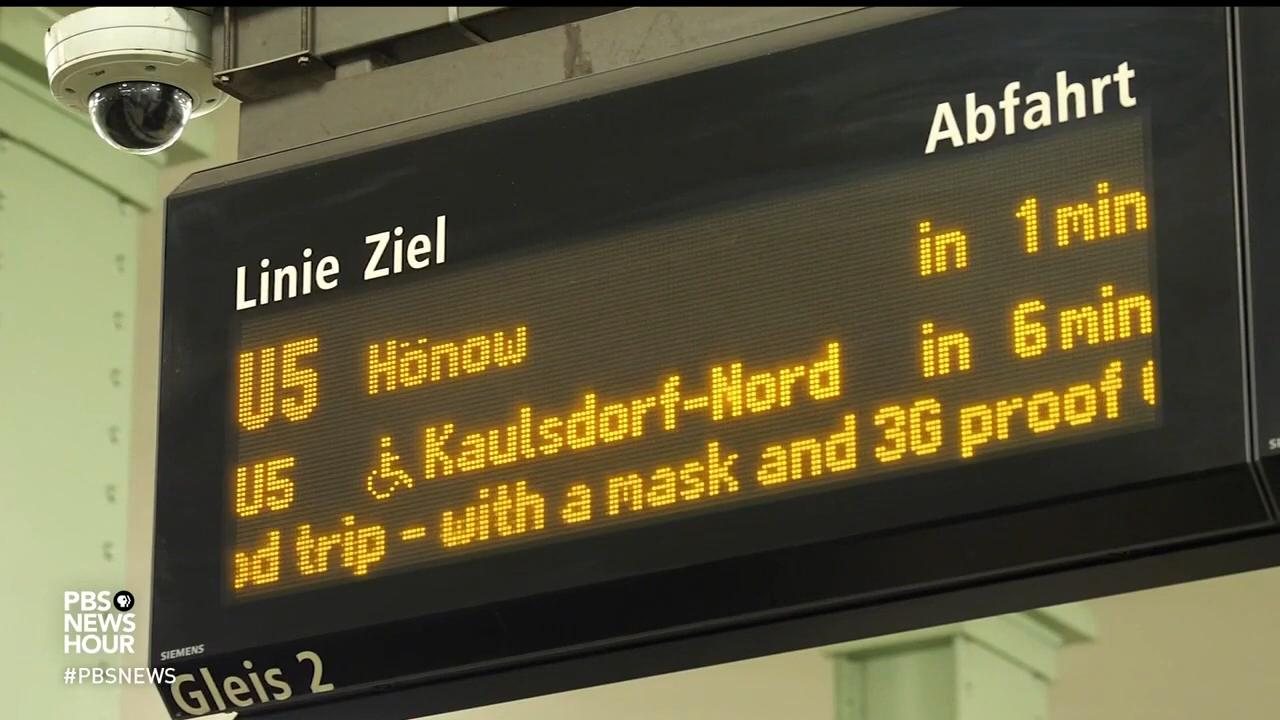 Linie Ziel Abfahrt
U5 Hönow in 1 min
U5 Kaulsdorf-Nord in 6 min
trip - with a mask and 3G proof
SIEMENS
Gleis 2
PBS
NEWS
HOUR
#PBSNEWS